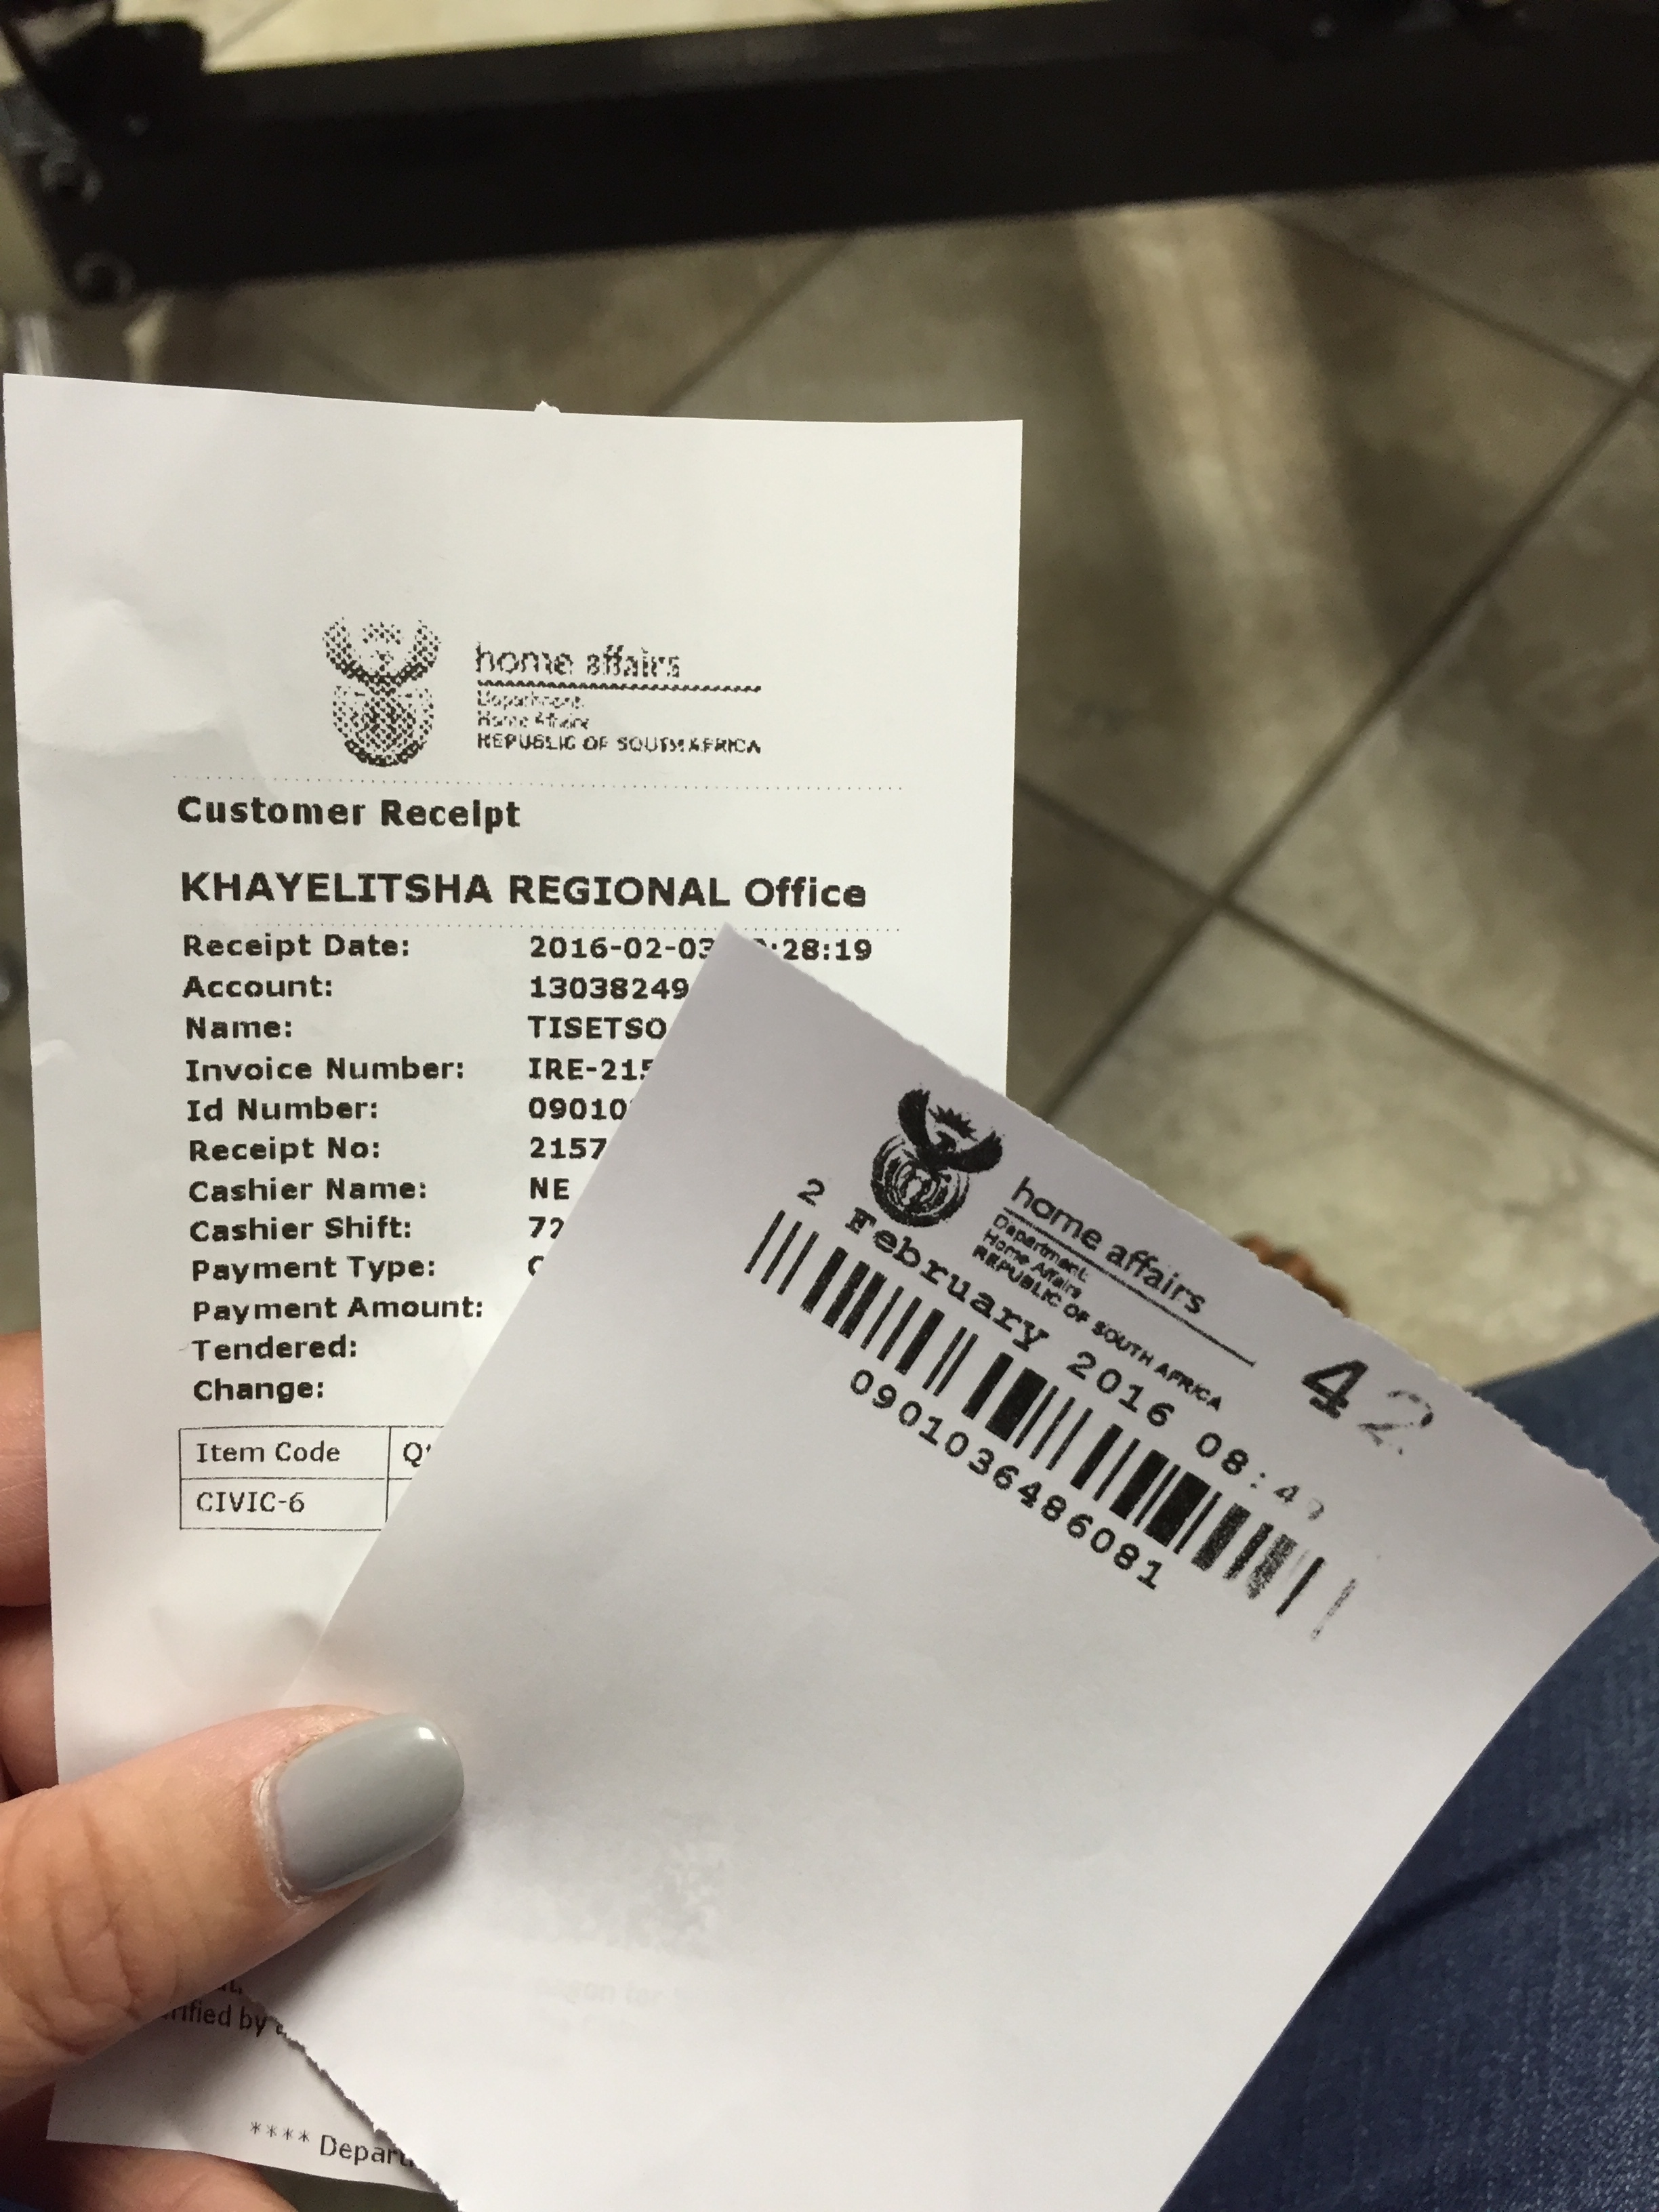 home affairs
Department:
Home Affairs
REPUBLIC OF SOUTH AFRICA
Customer Receipt
KHAYELITSHA REGIONAL Office
Receipt Date: 2016-02-03 :28:19
Account: 13038249
Name: TISETSO
Invoice Number: IRE-215
Id Number: 09010
Receipt No: 2157
Cashier Name: NE
Cashier Shift: 72
Payment Type:
Payment Amount:
Tendered:
Change:
Item Code
CIVIC-6
by
**** Depart
home affairs
Department:
Home Affairs
REPUBLIC OF SOUTH AFRICA
42
2 February 2016 08:4
0901036486081